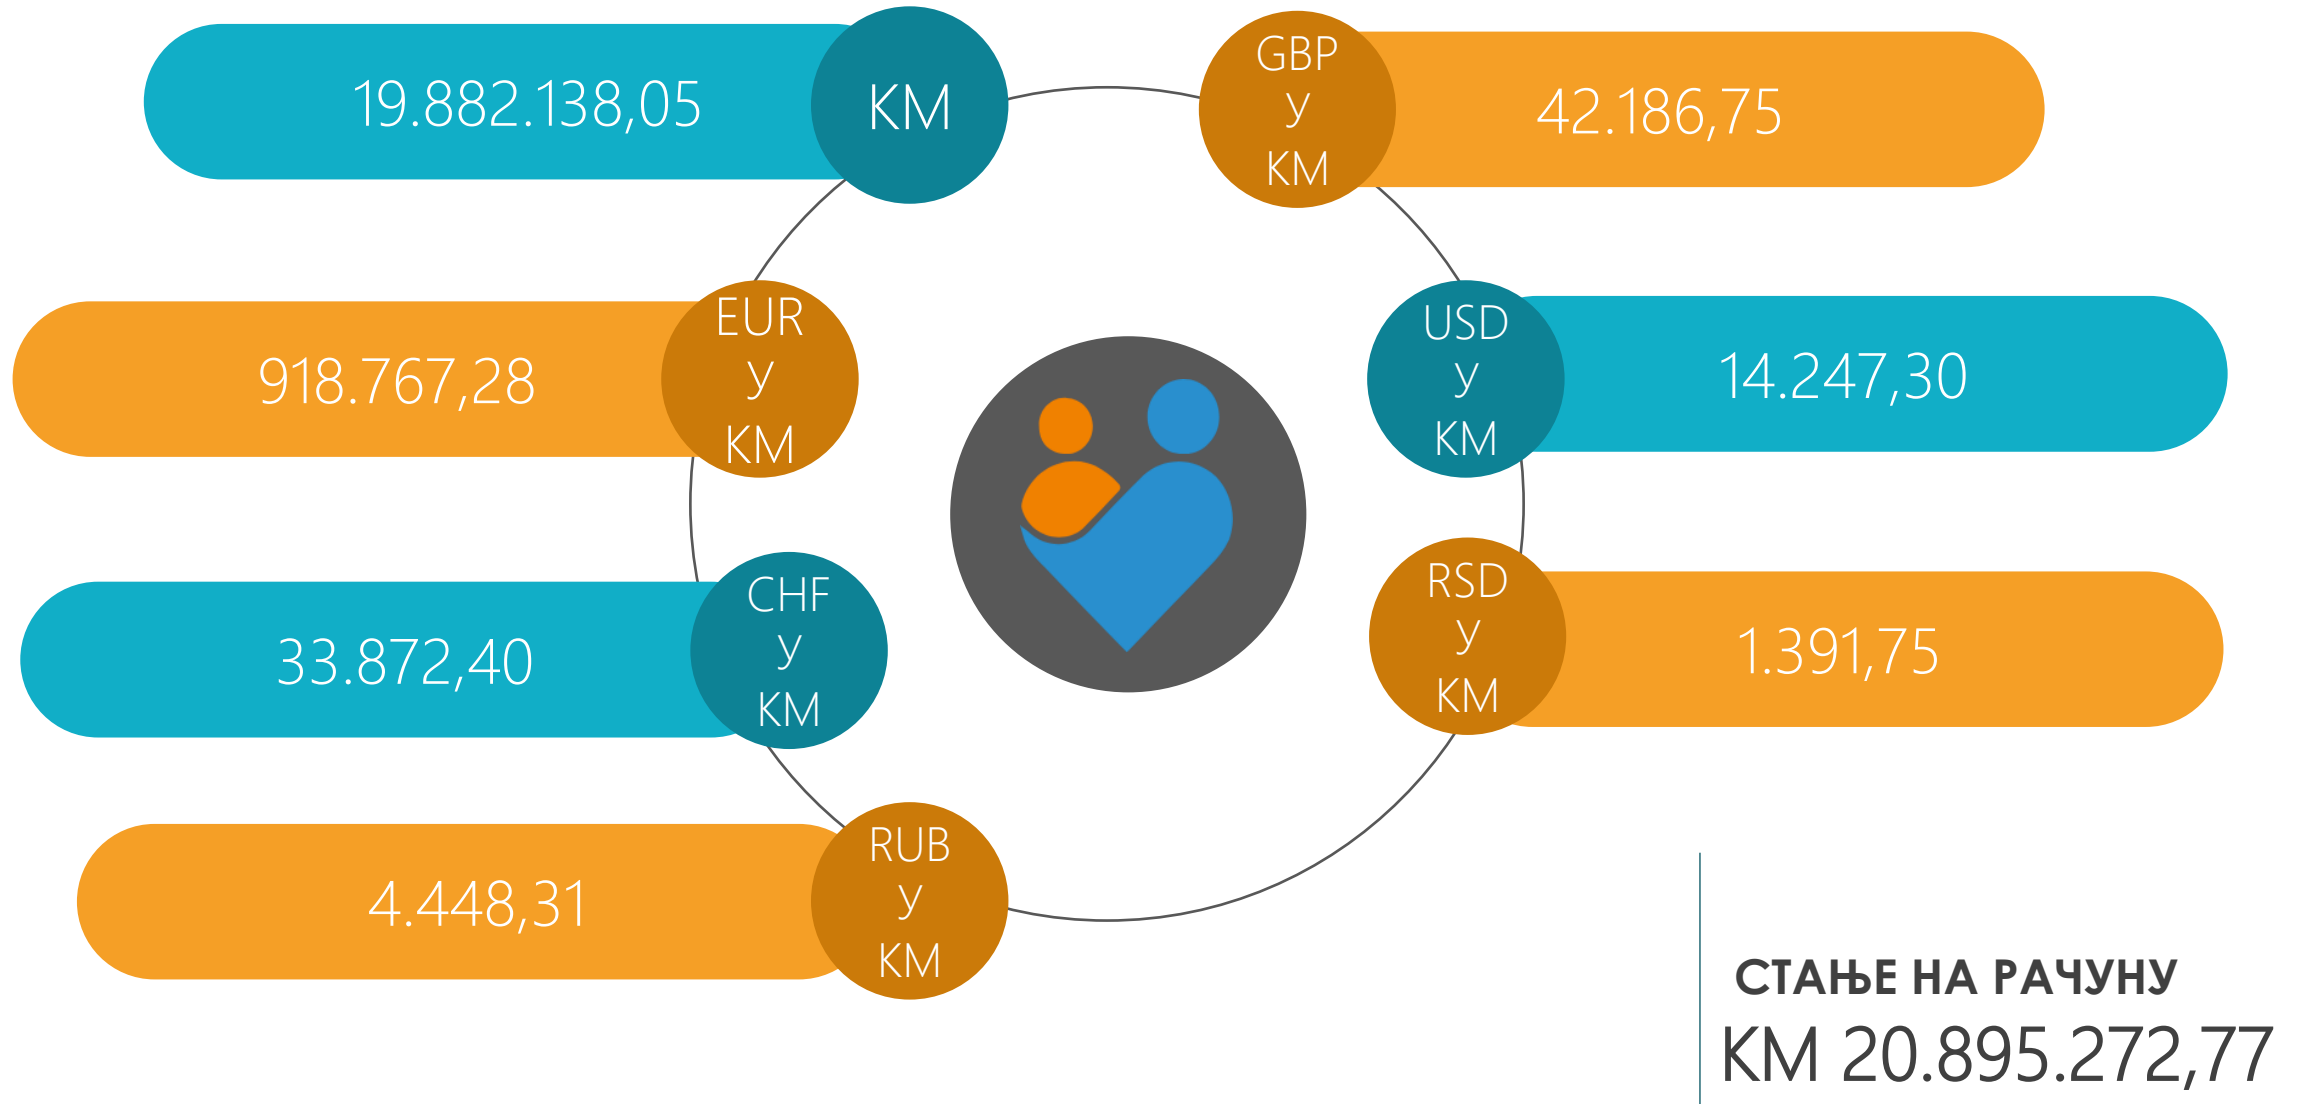 19.882.138,05
КМ
GBP
у
КМ
42.186,75
918.767,28
EUR
у
КМ
USD
у
КМ
14.247,30
33.872,40
CHF
у
КМ
RSD
у
КМ
1.391,75
4.448,31
RUB
у
КМ
СТАЊЕ НА РАЧУНУ
КМ 20.895.272,77